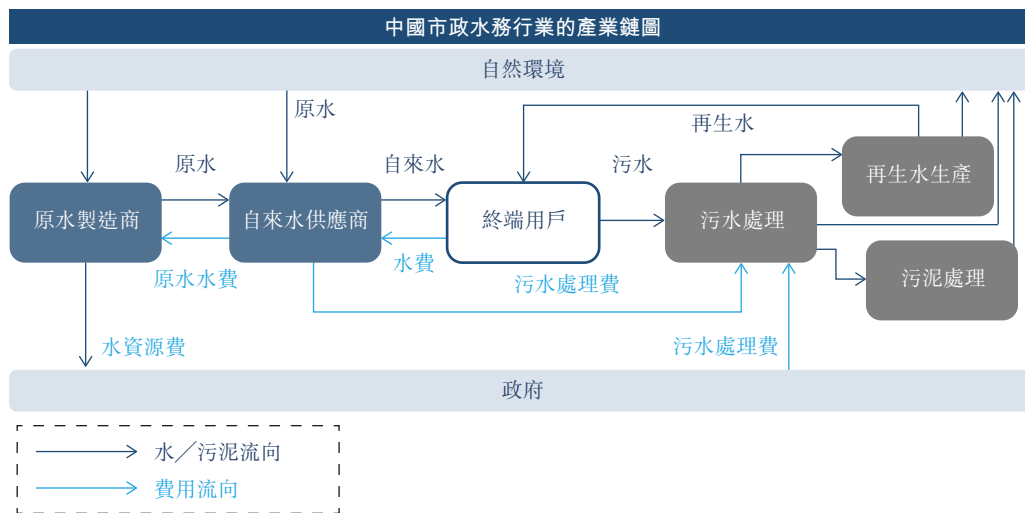 中國市政水務行業的產業鏈圖
自然環境
原水
再生水
原水
自來水
污水
再生水生產
原水製造商
自來水供應商
終端用戶
污水處理
水費
原水水費
污水處理費
污泥處理
水資源費
污水處理費
政府
水／污泥流向
費用流向